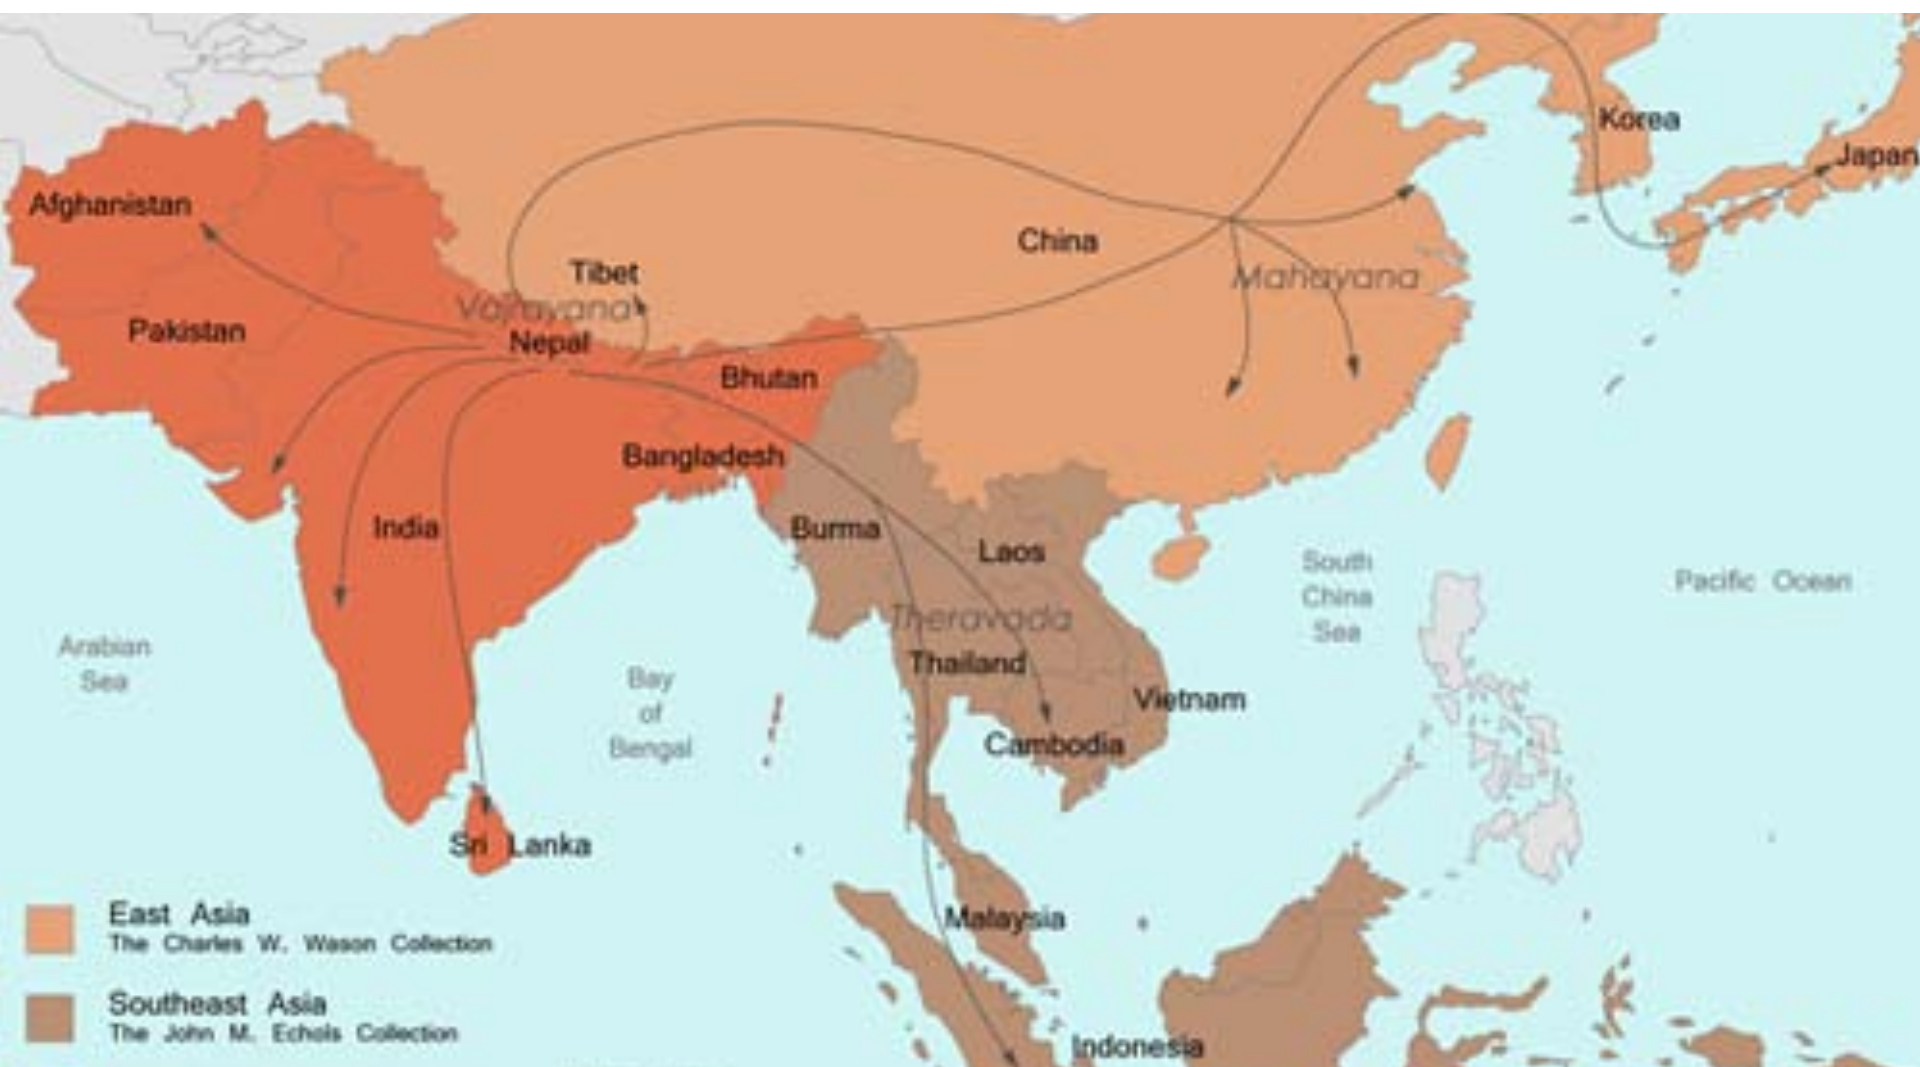 Korea
Japan
Afghanistan
China
Tibet
Mahayana
Vajrayana
Pakistan
Nepal
Bhutan
Bangladesh
India
Burma
Laos
South
China
Sea
Pacific Ocean
Theravada
Arabian
Sea
Thailand
Bay
of
Bengal
Vietnam
Cambodia
Sri Lanka
Malaysia
East Asia
The Charles W. Wason Collection
Southeast Asia
The John M. Echols Collection
Indonesia